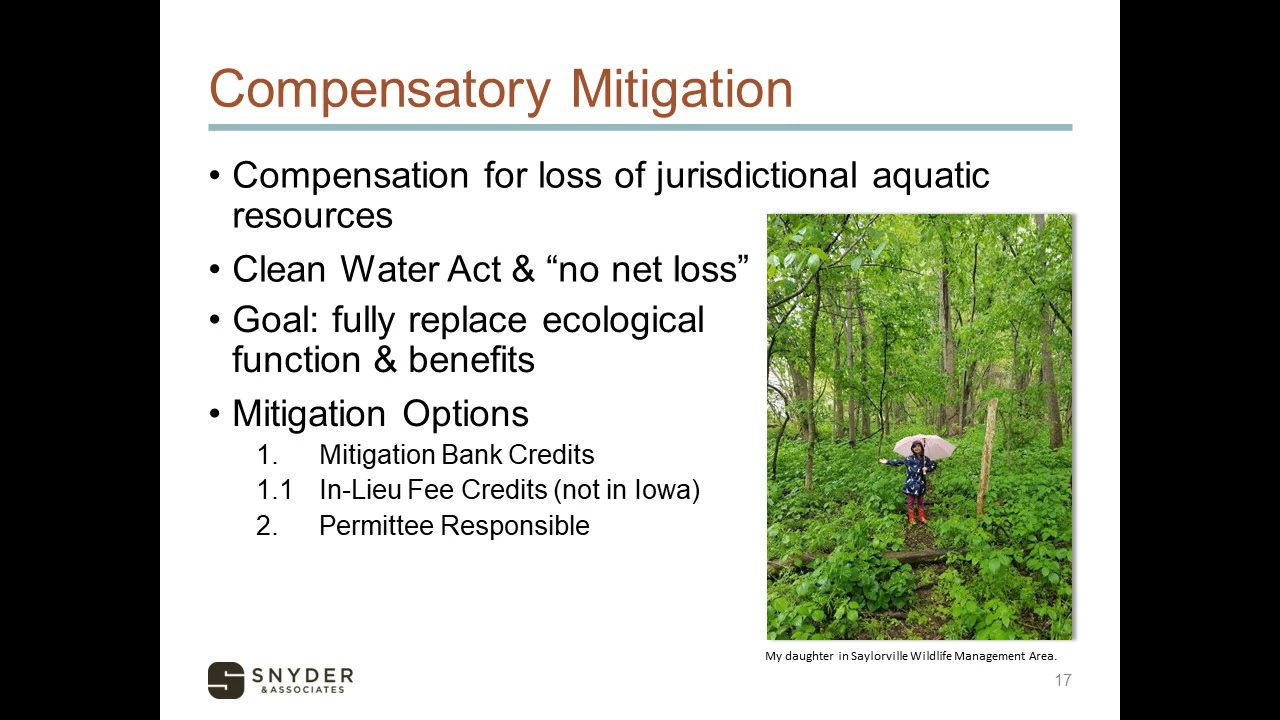 Compensatory Mitigation
• Compensation for loss of jurisdictional aquatic
resources
• Clean Water Act & “no net loss”
• Goal: fully replace ecological
function & benefits
• Mitigation Options
1. Mitigation Bank Credits
1.1 In-Lieu Fee Credits (not in Iowa)
2. Permittee Responsible
My daughter in Saylorville Wildlife Management Area.
SNYDER
& ASSOCIATES
17